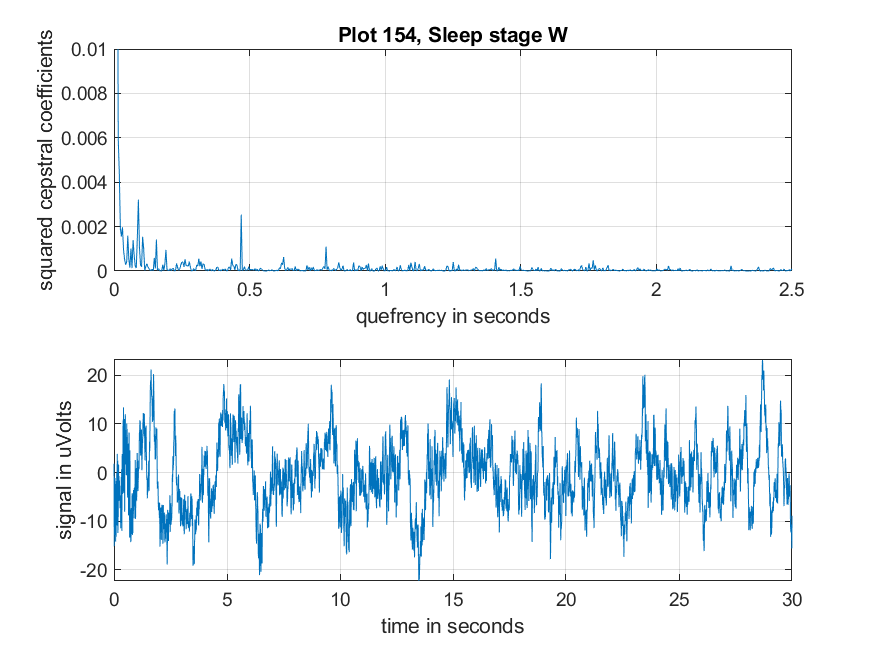 Plot 154, Sleep stage W
squared cepstral coefficients
0.01
0.008
0.006
0.004
0.002
0
0 0.5 1 1.5 2 2.5
quefrency in seconds
signal in uVolts
20
10
0
-10
-20
0 5 10 15 20 25 30
time in seconds